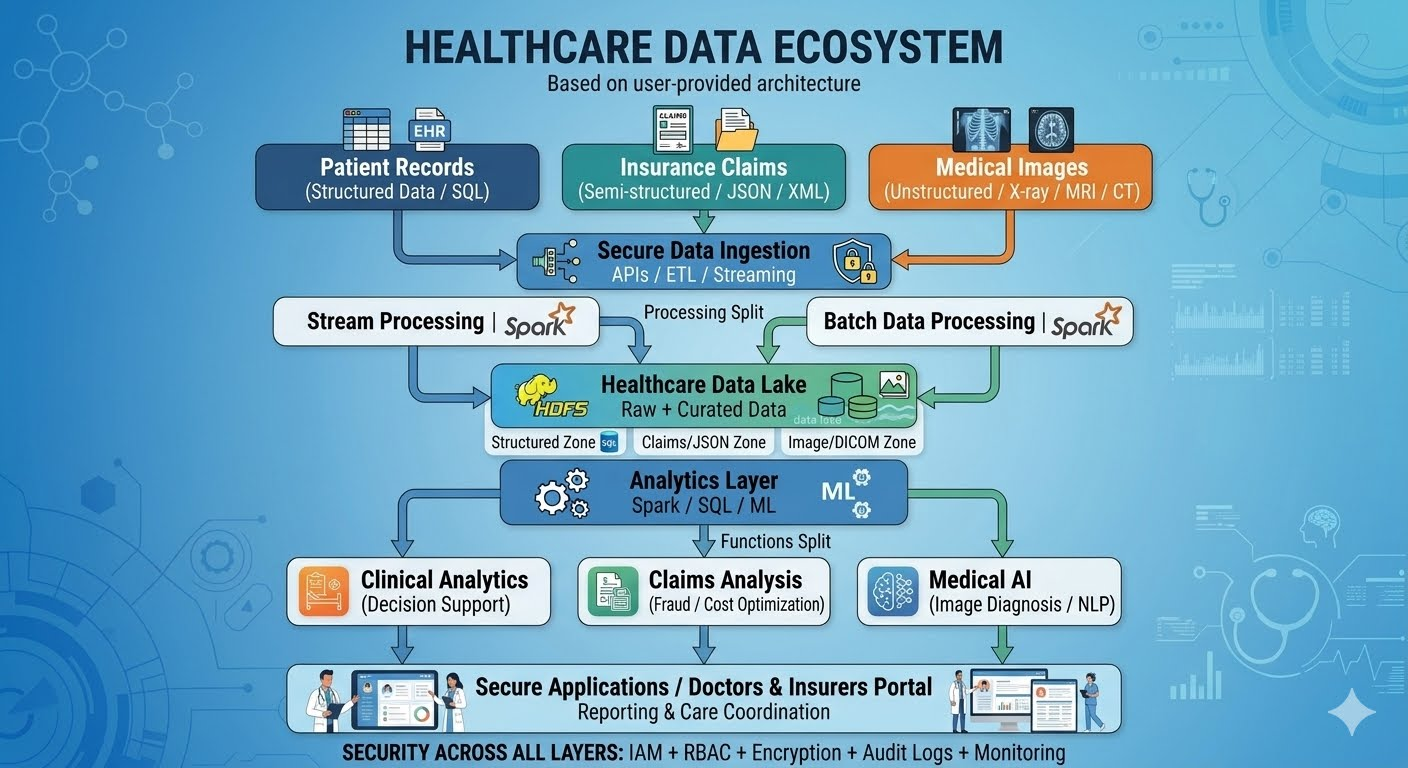 HEALTHCARE DATA ECOSYSTEM
Based on user-provided architecture
EHR
Patient Records
(Structured Data / SQL)
Insurance Claims
(Semi-structured / JSON / XML)
Medical Images
(Unstructured / X-ray / MRI / CT)
Secure Data Ingestion
APIs / ETL / Streaming
Stream Processing | Spark
Processing Split
Batch Data Processing | Spark
HDFS
Healthcare Data Lake
Raw + Curated Data
Structured Zone
Claims/JSON Zone
Image/DICOM Zone
Analytics Layer
Spark / SQL / ML
ML
Functions Split
Clinical Analytics
(Decision Support)
Claims Analysis
(Fraud / Cost Optimization)
Medical AI
(Image Diagnosis / NLP)
Secure Applications / Doctors & Insurers Portal
Reporting & Care Coordination
SECURITY ACROSS ALL LAYERS: IAM + RBAC + Encryption + Audit Logs + Monitoring